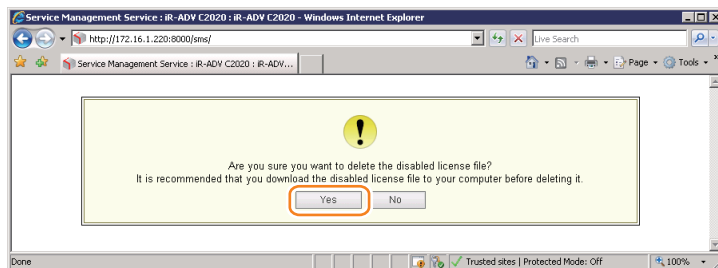 Service Management Service : iR-ADV C2020 : iR-ADV C2020 - Windows Internet Explorer
http://172.16.1.220:8000/sms/
Live Search
Service Management Service : iR-ADV C2020 : iR-ADV...
Page
Tools
Are you sure you want to delete the disabled license file?
It is recommended that you download the disabled license file to your computer before deleting it.
Yes No
Done
Trusted sites | Protected Mode: Off
100%